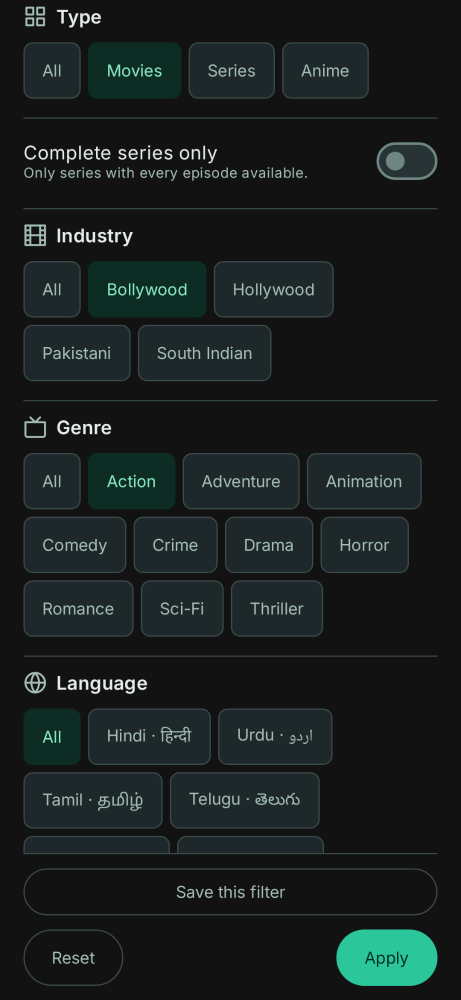 Type
All Movies Series Anime
Complete series only
Only series with every episode available.
Industry
All Bollywood Hollywood
Pakistani South Indian
Genre
All Action Adventure Animation
Comedy Crime Drama Horror
Romance Sci-Fi Thriller
Language
All Hindi · हिन्दी Urdu · اردو
Tamil · தமிழ் Telugu · తెలుగు
Save this filter
Reset Apply